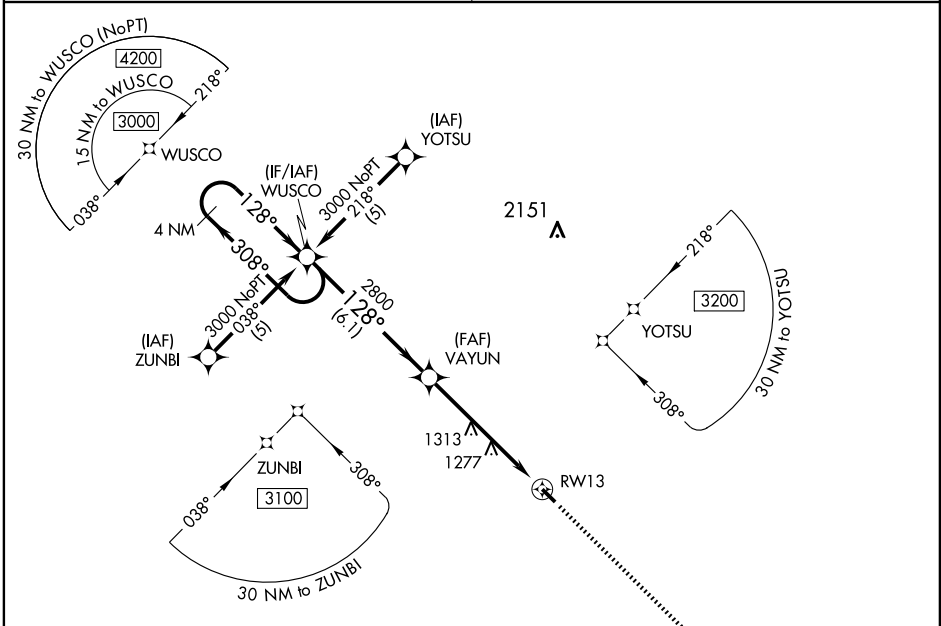 30 NM to WUSCO (NoPT)
4200
218°
15 NM to WUSCO
3000
WUSCO
038°
(IAF)
YOTSU
(IF/IAF)
WUSCO
3000 NoPT
218°
(5)
128°
4 NM
308°
2151
3000 NoPT
038°
(5)
(IAF)
ZUNBI
2800
128°
(6.1)
(FAF)
VAYUN
218°
3200
YOTSU
30 NM to YOTSU
308°
1313
1277
RW13
ZUNBI
308°
038°
3100
30 NM to ZUNBI